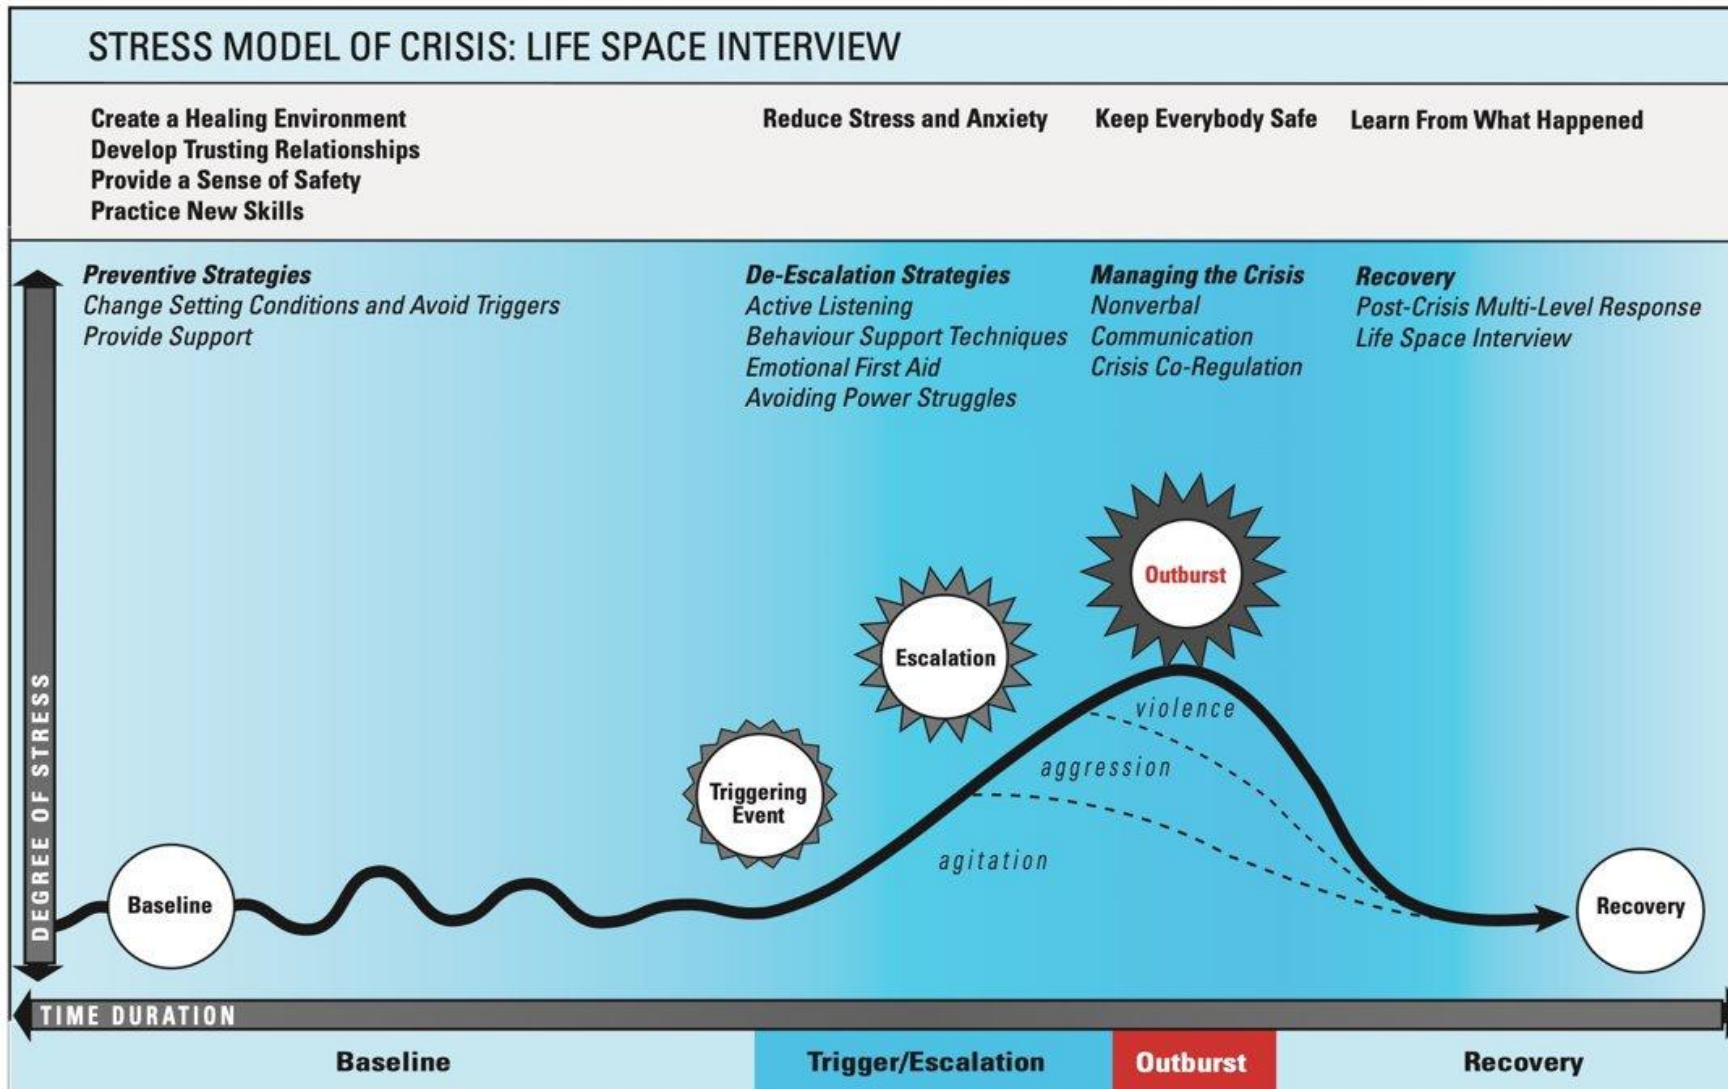 STRESS MODEL OF CRISIS: LIFE SPACE INTERVIEW
Create a Healing Environment
Develop Trusting Relationships
Provide a Sense of Safety
Practice New Skills
Reduce Stress and Anxiety
Keep Everybody Safe
Learn From What Happened
Preventive Strategies
Change Setting Conditions and Avoid Triggers
Provide Support
De-Escalation Strategies
Active Listening
Behaviour Support Techniques
Emotional First Aid
Avoiding Power Struggles
Managing the Crisis
Nonverbal
Communication
Crisis Co-Regulation
Recovery
Post-Crisis Multi-Level Response
Life Space Interview
DEGREE OF STRESS
Baseline
Triggering
Event
Escalation
Outburst
violence
aggression
agitation
Recovery
TIME DURATION
Baseline
Trigger/Escalation
Outburst
Recovery